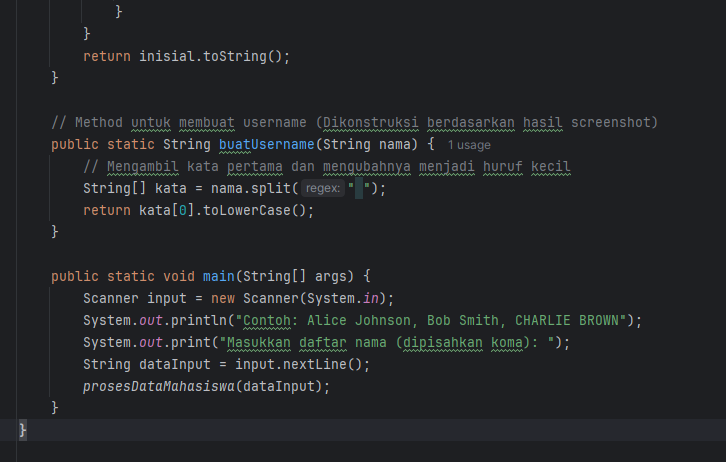 }
}
return inisial.toString();
}
// Method untuk membuat username (Dikonstruksi berdasarkan hasil screenshot)
public static String buatUsername(String nama) { 1 usage
// Mengambil kata pertama dan mengubahnya menjadi huruf kecil
String[] kata = nama.split( regex: " ");
return kata[0].toLowerCase();
}
public static void main(String[] args) {
Scanner input = new Scanner(System.in);
System.out.println("Contoh: Alice Johnson, Bob Smith, CHARLIE BROWN");
System.out.print("Masukkan daftar nama (dipisahkan koma): ");
String dataInput = input.nextLine();
prosesDataMahasiswa(dataInput);
}
}